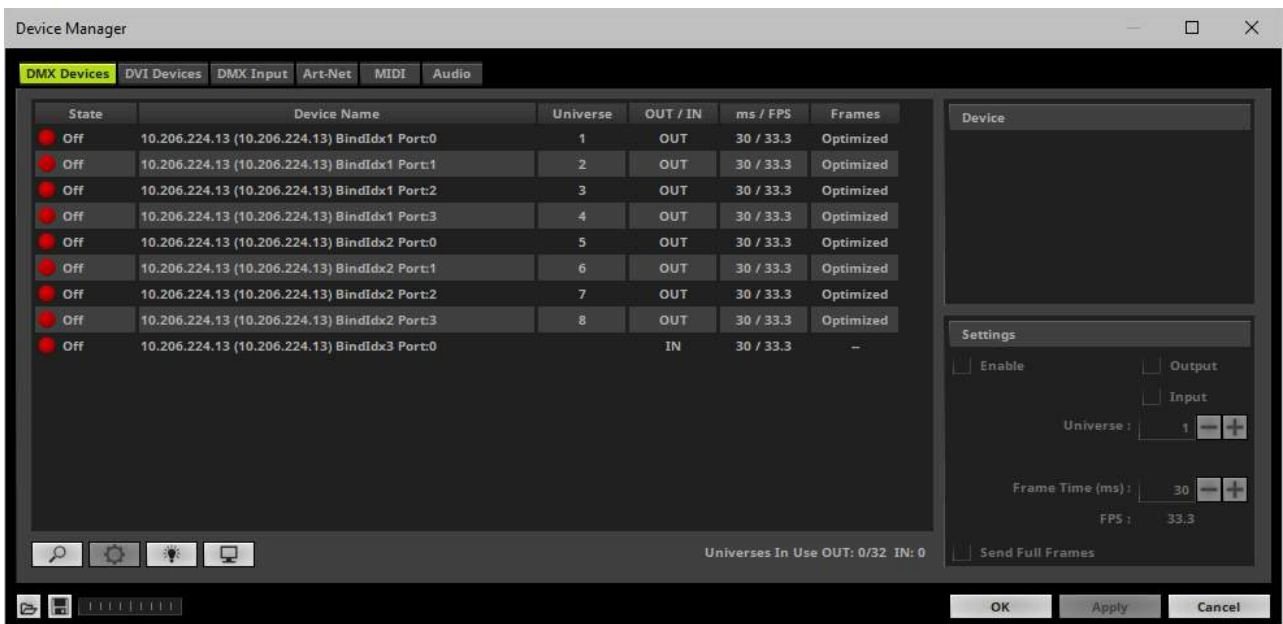 Device Manager
DMX Devices DVI Devices DMX Input Art-Net MIDI Audio
State Device Name Universe OUT / IN ms / FPS Frames
Off 10.206.224.13 (10.206.224.13) BindIdx1 Port:0 1 OUT 30 / 33.3 Optimized
Off 10.206.224.13 (10.206.224.13) BindIdx1 Port:1 2 OUT 30 / 33.3 Optimized
Off 10.206.224.13 (10.206.224.13) BindIdx1 Port:2 3 OUT 30 / 33.3 Optimized
Off 10.206.224.13 (10.206.224.13) BindIdx1 Port:3 4 OUT 30 / 33.3 Optimized
Off 10.206.224.13 (10.206.224.13) BindIdx2 Port:0 5 OUT 30 / 33.3 Optimized
Off 10.206.224.13 (10.206.224.13) BindIdx2 Port:1 6 OUT 30 / 33.3 Optimized
Off 10.206.224.13 (10.206.224.13) BindIdx2 Port:2 7 OUT 30 / 33.3 Optimized
Off 10.206.224.13 (10.206.224.13) BindIdx2 Port:3 8 OUT 30 / 33.3 Optimized
Off 10.206.224.13 (10.206.224.13) BindIdx3 Port:0 IN 30 / 33.3 --
Universes In Use OUT: 0/32 IN: 0
Device
Settings
Enable Output
Input
Universe : 1
Frame Time (ms) : 30
FPS : 33.3
Send Full Frames
OK Apply Cancel